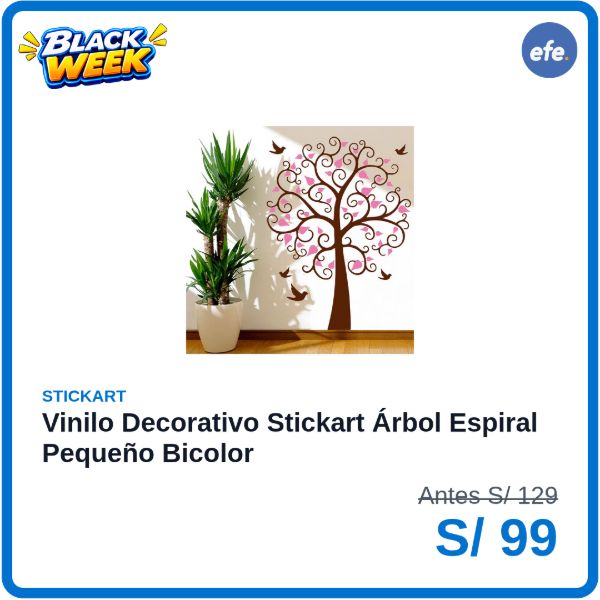 BLACK
WEEK
efe.
STICKART
Vinilo Decorativo Stickart Árbol Espiral
Pequeño Bicolor
Antes S/ 129
S/ 99